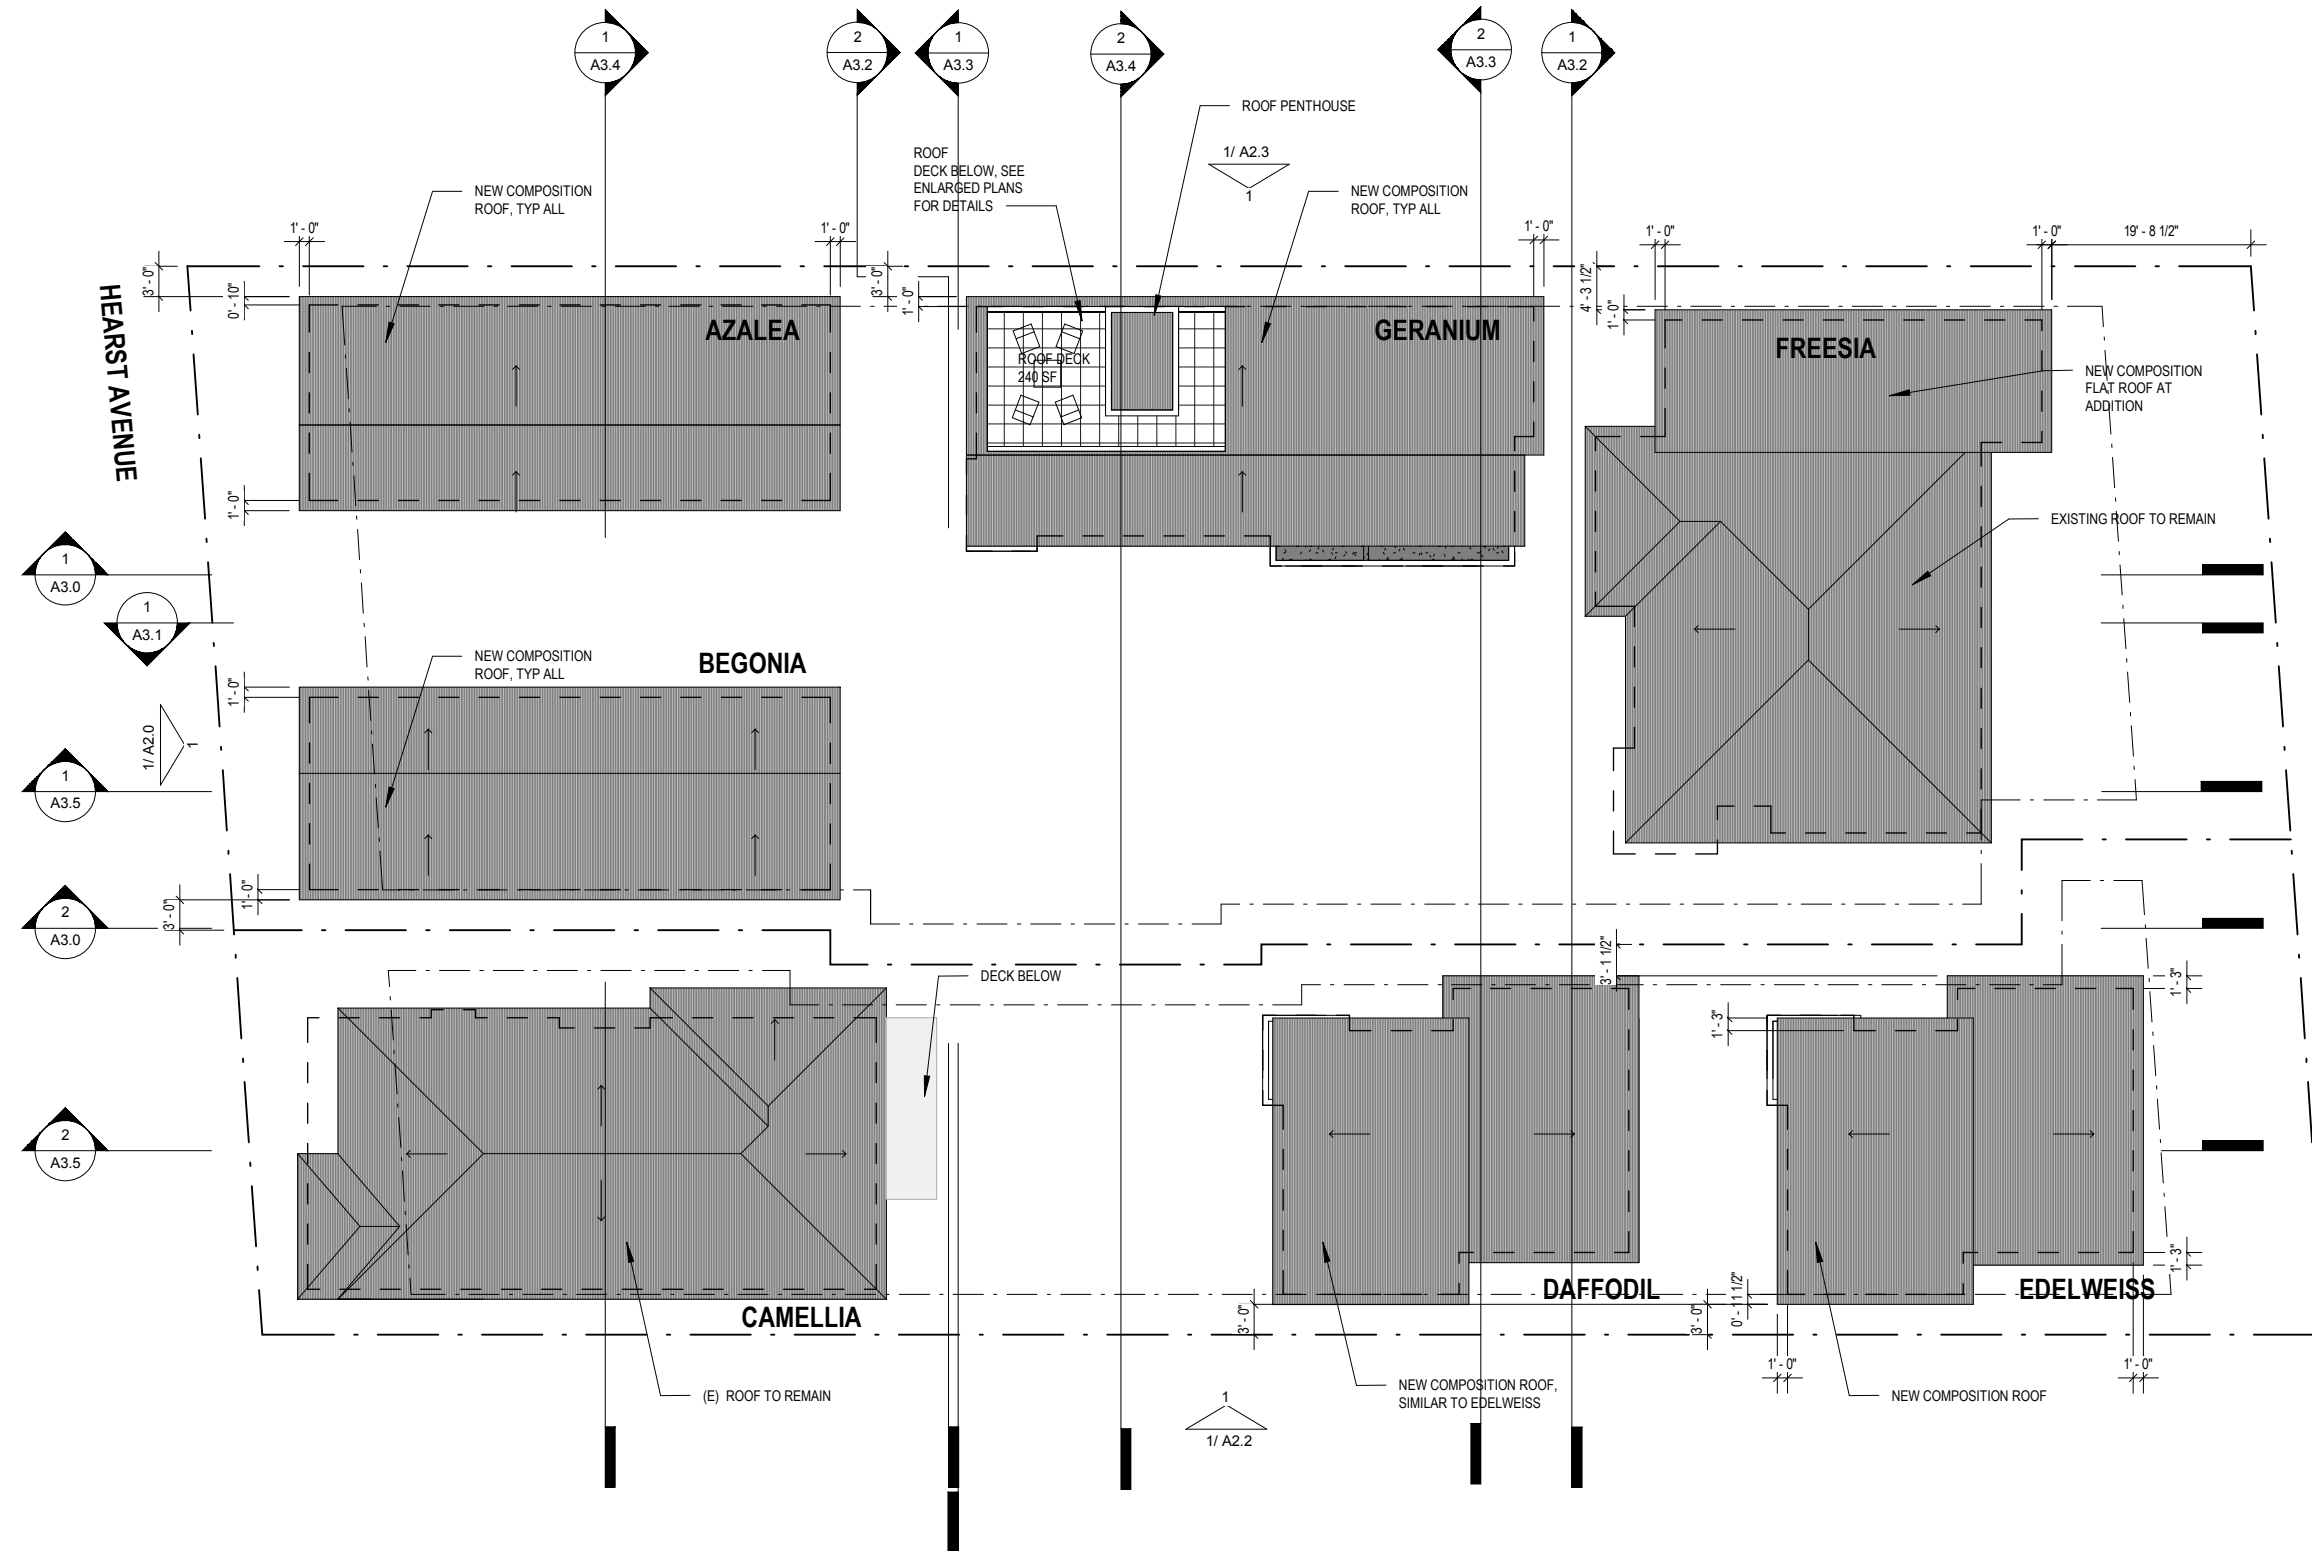 1
A3.4
2
A3.2
1
A3.3
2
A3.4
2
A3.3
1
A3.2
ROOF PENTHOUSE
1/ A2.3
1
ROOF
DECK BELOW, SEE
ENLARGED PLANS
FOR DETAILS
NEW COMPOSITION
ROOF, TYP ALL
NEW COMPOSITION
ROOF, TYP ALL
1' - 0"
1' - 0"
1' - 0"
1' - 0"
1' - 0"
19' - 8 1/2"
3' - 0"
0' - 10"
3' - 0"
1' - 0"
4' - 3 1/2"
1' - 0"
HEARST AVENUE
AZALEA
GERANIUM
FREESIA
ROOF DECK
240 SF
NEW COMPOSITION
FLAT ROOF AT
ADDITION
1' - 0"
EXISTING ROOF TO REMAIN
1
A3.0
1
A3.1
NEW COMPOSITION
ROOF, TYP ALL
BEGONIA
1' - 0"
1/ A2.0
1
1
A3.5
1' - 0"
3' - 0"
2
A3.0
DECK BELOW
3' - 1 1/2"
1' - 3"
1' - 3"
2
A3.5
1' - 3"
CAMELLIA
DAFFODIL
EDELWEISS
3' - 0"
3' - 0"
0' - 11 1/2"
1' - 0"
1' - 0"
(E) ROOF TO REMAIN
NEW COMPOSITION ROOF,
SIMILAR TO EDELWEISS
NEW COMPOSITION ROOF
1
1/ A2.2